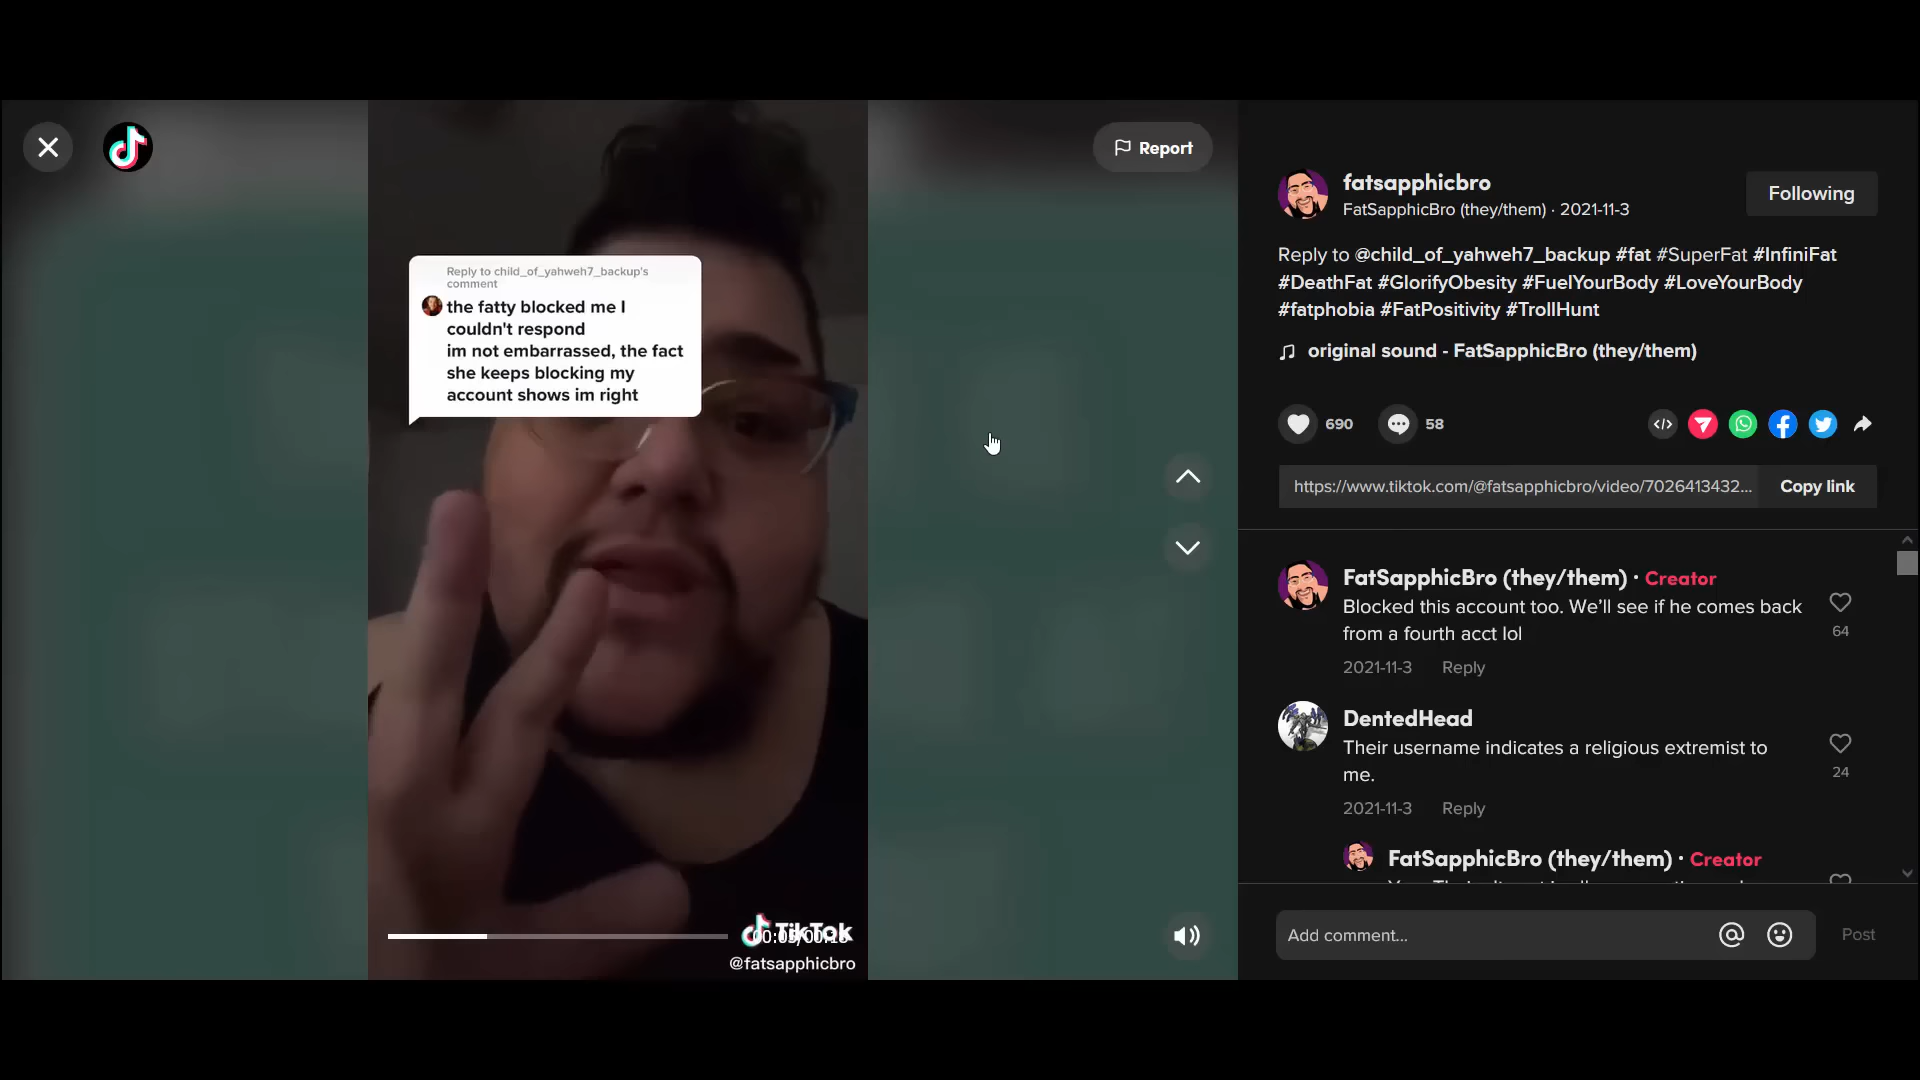 Report
Reply to child_of_yahweh7_backup's
comment
the fatty blocked me I
couldn't respond
im not embarrassed, the fact
she keeps blocking my
account shows im right
TikTok
@fatsapphicbro
fatsapphicbro
FatSapphicBro (they/them) · 2021-11-3
Following
Reply to @child_of_yahweh7_backup #fat #SuperFat #InfiniFat
#DeathFat #GlorifyObesity #FuelYourBody #LoveYourBody
#fatphobia #FatPositivity #TrollHunt
original sound - FatSapphicBro (they/them)
690
58
https://www.tiktok.com/@fatsapphicbro/video/7026413432...
Copy link
FatSapphicBro (they/them) · Creator
Blocked this account too. We’ll see if he comes back
from a fourth acct lol
64
2021-11-3 Reply
DentedHead
Their username indicates a religious extremist to
me.
24
2021-11-3 Reply
FatSapphicBro (they/them) · Creator
Add comment...
Post